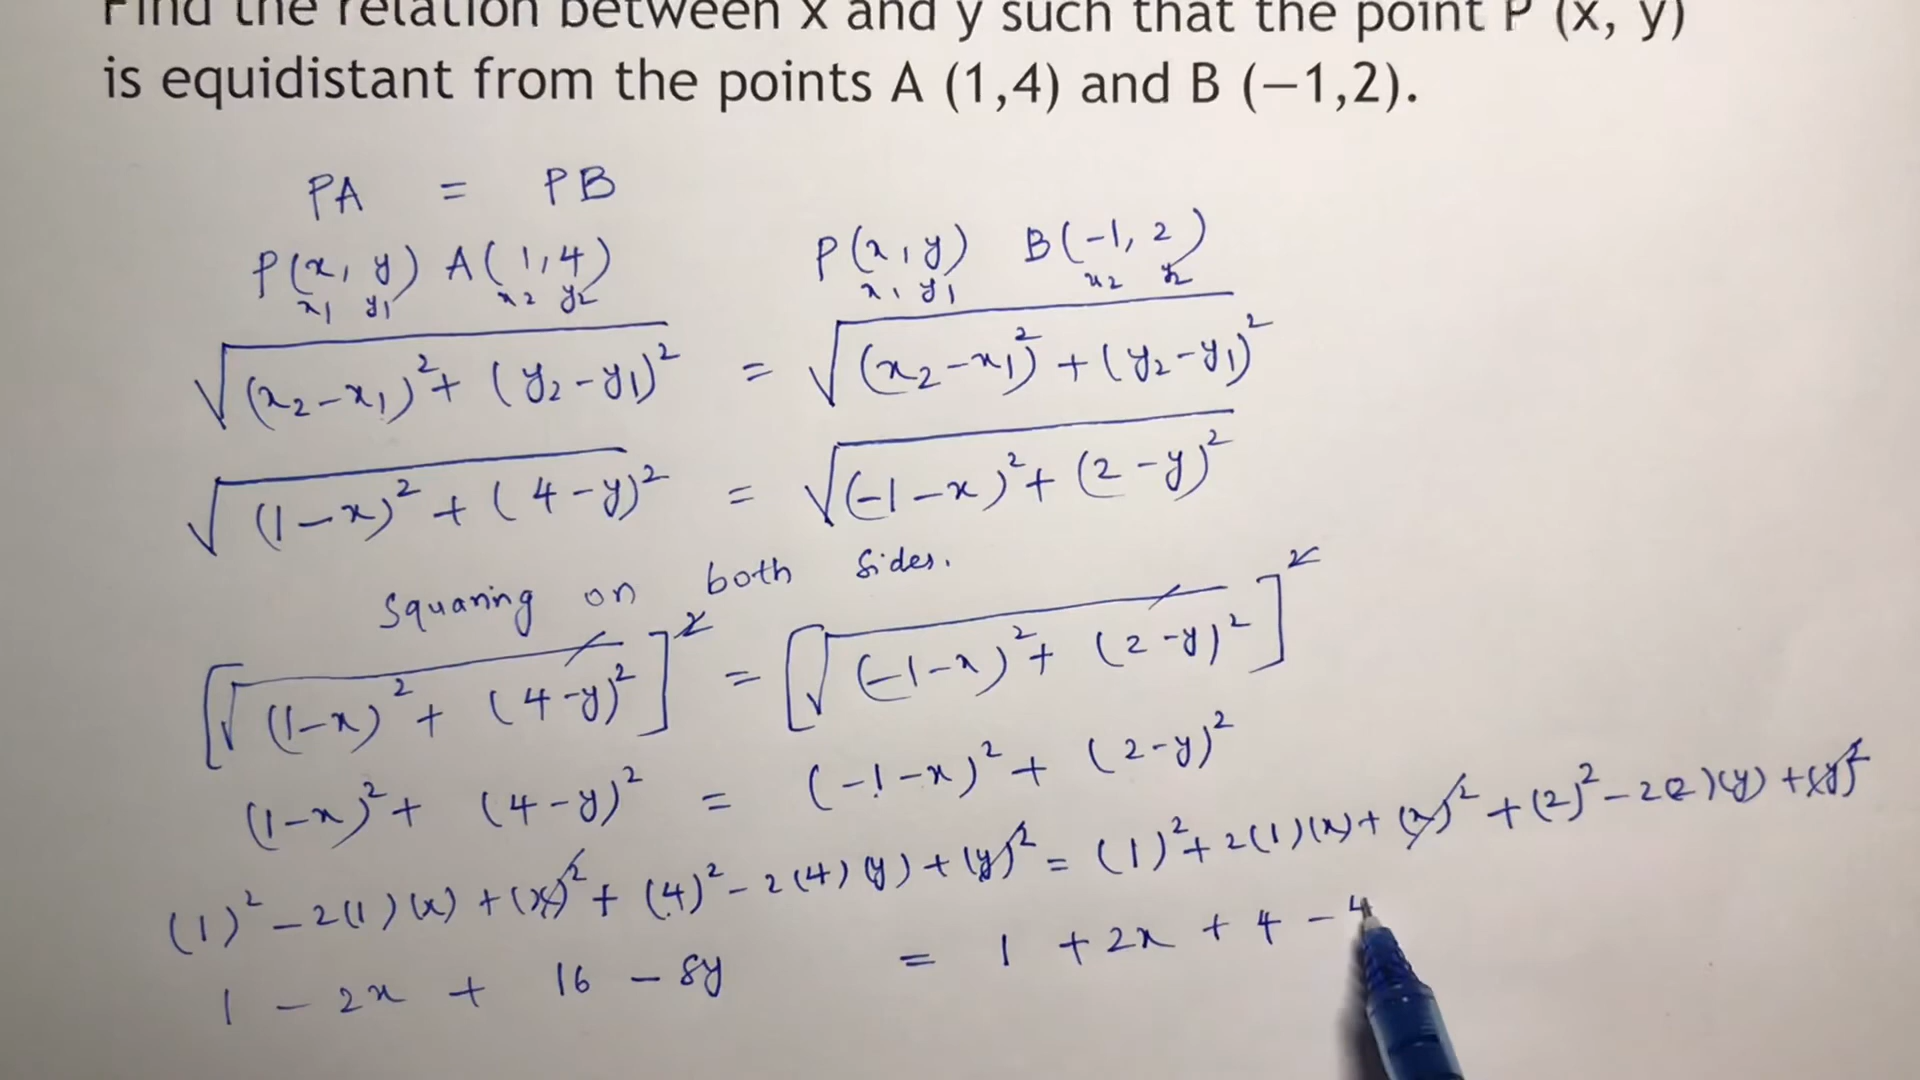 Find the relation between x and y such that the point P (x, y)
is equidistant from the points A (1,4) and B (−1,2).
PA = PB
P(x, y) A(1,4) P(x,y) B(-1, 2)
x₁ y₁ x₂ y₂ x₁ y₁ x₂ y₂
√(x₂-x₁)²+(y₂-y₁)² = √(x₂-x₁)²+(y₂-y₁)²
√(1-x)²+(4-y)² = √(-1-x)²+(2-y)²
Squaring on both sides.
[√(1-x)²+(4-y)²]² = [√(-1-x)²+(2-y)²]²
(1-x)²+(4-y)² = (-1-x)²+(2-y)²
(1)²-2(1)(x)+(x)²+(4)²-2(4)(y)+(y)² = (1)²+2(1)(x)+(x)²+(2)²-2(2)(y)+(y)²
1 - 2x + 16 - 8y = 1 + 2x + 4 - 4